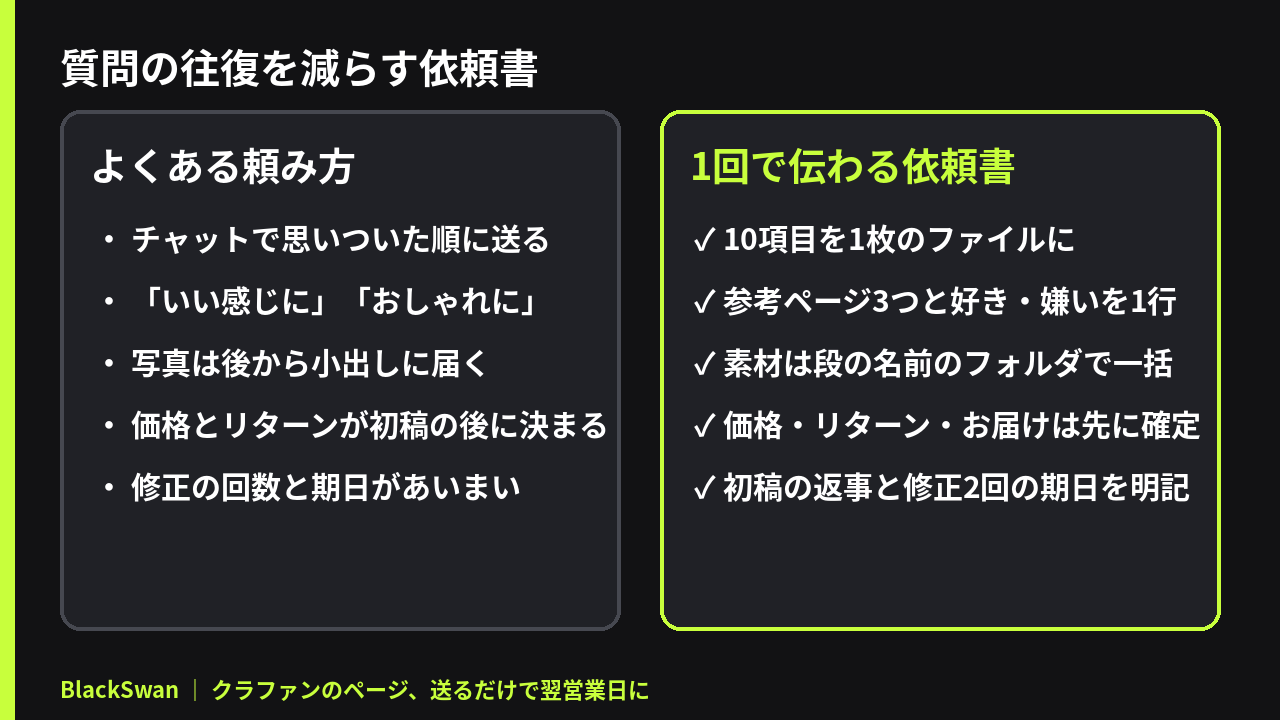 質問の往復を減らす依頼書
よくある頼み方
・ チャットで思いついた順に送る
・ 「いい感じに」「おしゃれに」
・ 写真は後から小出しに届く
・ 価格とリターンが初稿の後に決まる
・ 修正の回数と期日があいまい
1回で伝わる依頼書
✓ 10項目を1枚のファイルに
✓ 参考ページ3つと好き・嫌いを1行
✓ 素材は段の名前のフォルダで一括
✓ 価格・リターン・お届けは先に確定
✓ 初稿の返事と修正2回の期日を明記
BlackSwan｜クラファンのページ、送るだけで翌営業日に